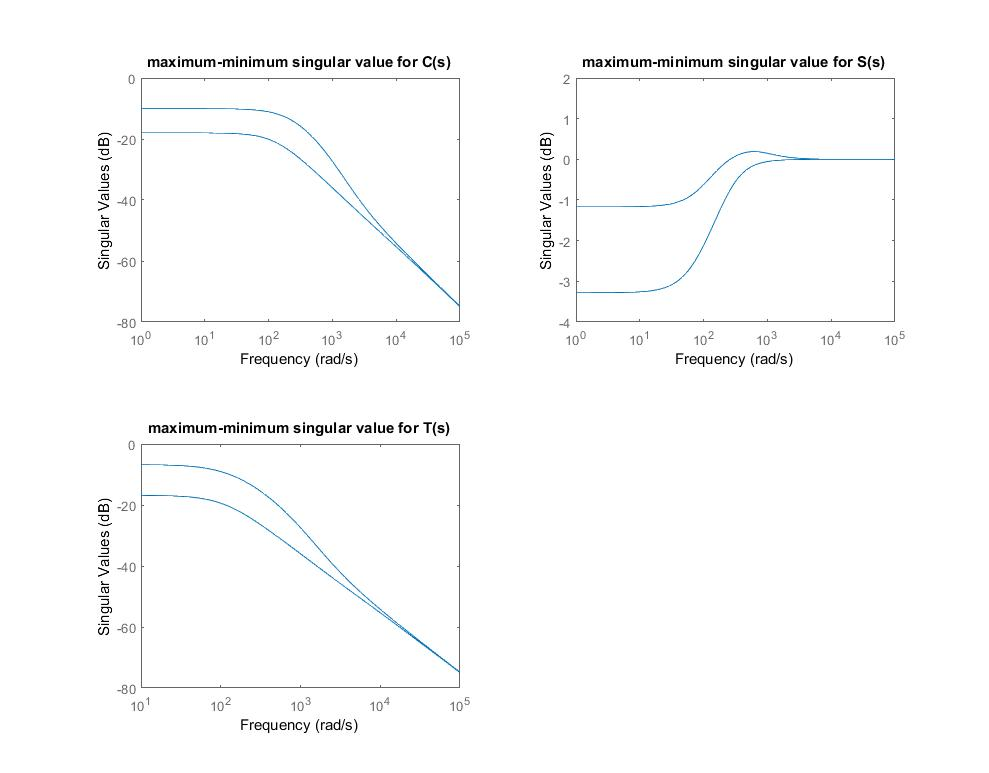 maximum-minimum singular value for C(s)
0
-20
-40
-60
-80
Singular Values (dB)
10^0 10^1 10^2 10^3 10^4 10^5
Frequency (rad/s)
maximum-minimum singular value for S(s)
2
1
0
-1
-2
-3
-4
Singular Values (dB)
10^0 10^1 10^2 10^3 10^4 10^5
Frequency (rad/s)
maximum-minimum singular value for T(s)
0
-20
-40
-60
-80
Singular Values (dB)
10^1 10^2 10^3 10^4 10^5
Frequency (rad/s)